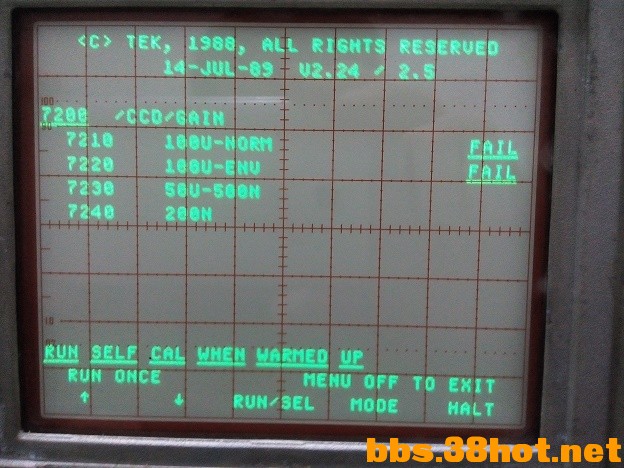 <C> TEK, 1988, ALL RIGHTS RESERVED
14-JUL-89 V2.24 / 2.5
100
7200 /CCD/GAIN
90
7210 100U-NORM FAIL
7220 100U-ENV FAIL
7230 50U-500N
7240 200N
10
RUN SELF CAL WHEN WARMED UP
RUN ONCE MENU OFF TO EXIT
↑ ↓ RUN/SEL MODE HALT
bbs.38hot.net